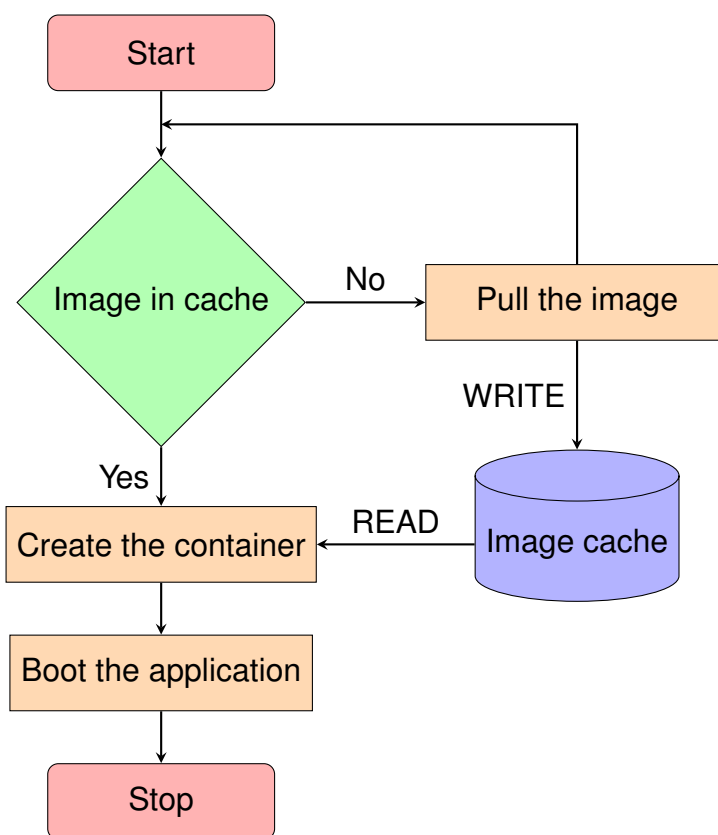 Start
Image in cache
No
Pull the image
WRITE
Yes
Create the container
READ
Image cache
Boot the application
Stop